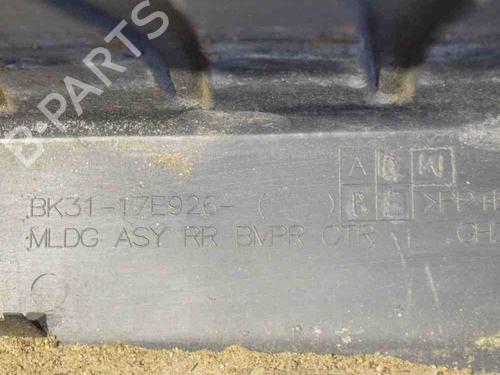 B-PARTS
A W
BK31-17E926- ( )
MLDG ASY RR BMPR CTR